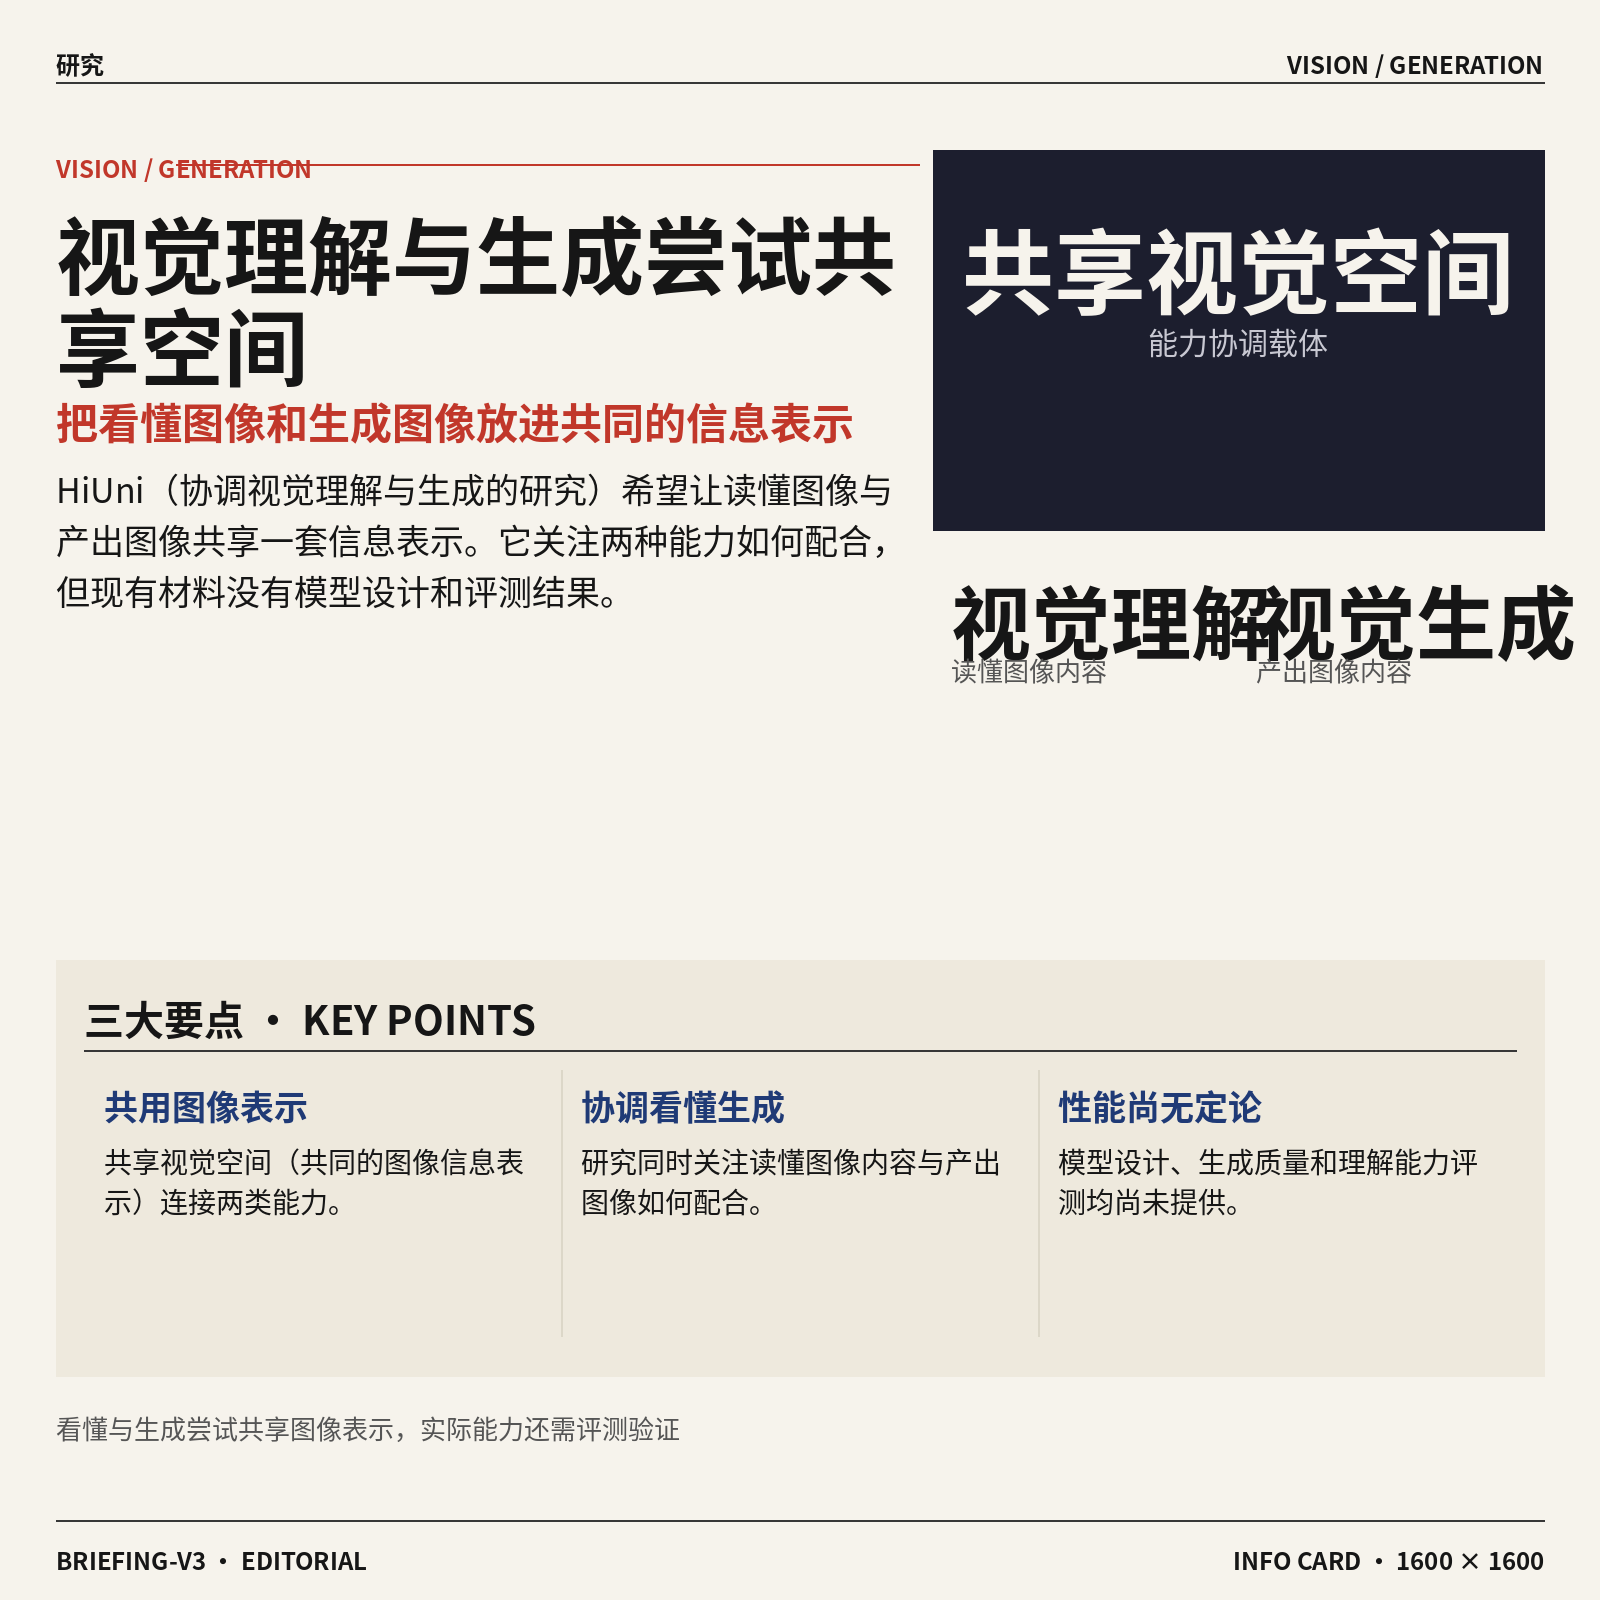 研究
VISION / GENERATION
VISION / GENERATION
视觉理解与生成尝试共
享空间
把看懂图像和生成图像放进共同的信息表示
HiUni（协调视觉理解与生成的研究）希望让读懂图像与
产出图像共享一套信息表示。它关注两种能力如何配合，
但现有材料没有模型设计和评测结果。
共享视觉空间
能力协调载体
视觉理解
读懂图像内容
视觉生成
产出图像内容
三大要点 · KEY POINTS
共用图像表示
共享视觉空间（共同的图像信息表
示）连接两类能力。
协调看懂生成
研究同时关注读懂图像内容与产出
图像如何配合。
性能尚无定论
模型设计、生成质量和理解能力评
测均尚未提供。
看懂与生成尝试共享图像表示，实际能力还需评测验证
BRIEFING-V3 · EDITORIAL
INFO CARD · 1600 × 1600